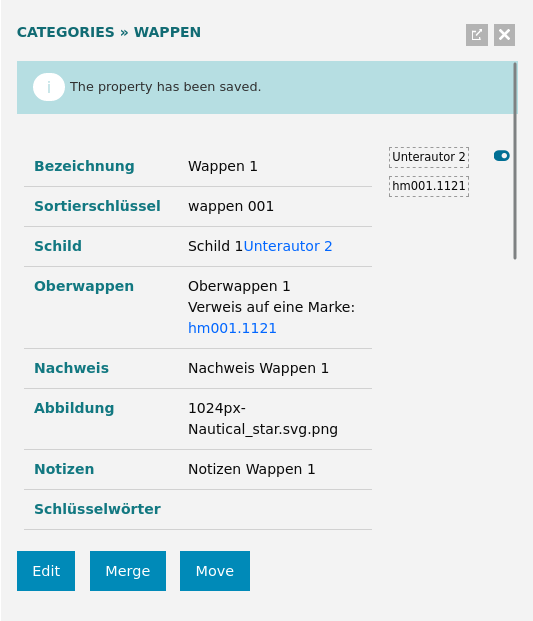 CATEGORIES » WAPPEN
The property has been saved.
Bezeichnung Wappen 1
Sortierschlüssel wappen 001
Schild Schild 1Unterautor 2
Oberwappen Oberwappen 1
Verweis auf eine Marke:
hm001.1121
Nachweis Nachweis Wappen 1
Abbildung 1024px-
Nautical_star.svg.png
Notizen Notizen Wappen 1
Schlüsselwörter
Unterautor 2
hm001.1121
Edit Merge Move